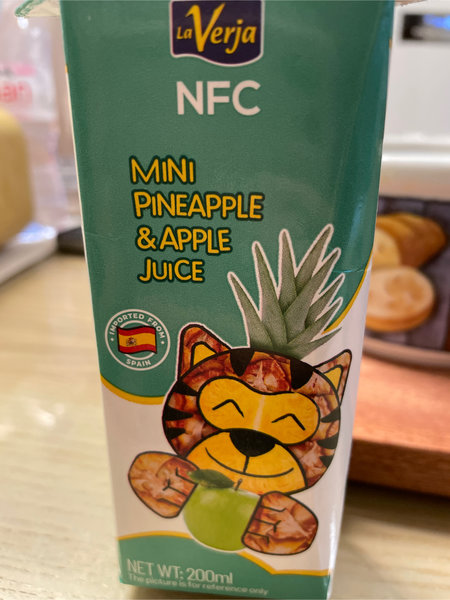 La Verja
NFC
MINI
PINEAPPLE
& APPLE
JUICE
IMPORTED FROM
SPAIN
NET WT: 200ml
The picture is for reference only